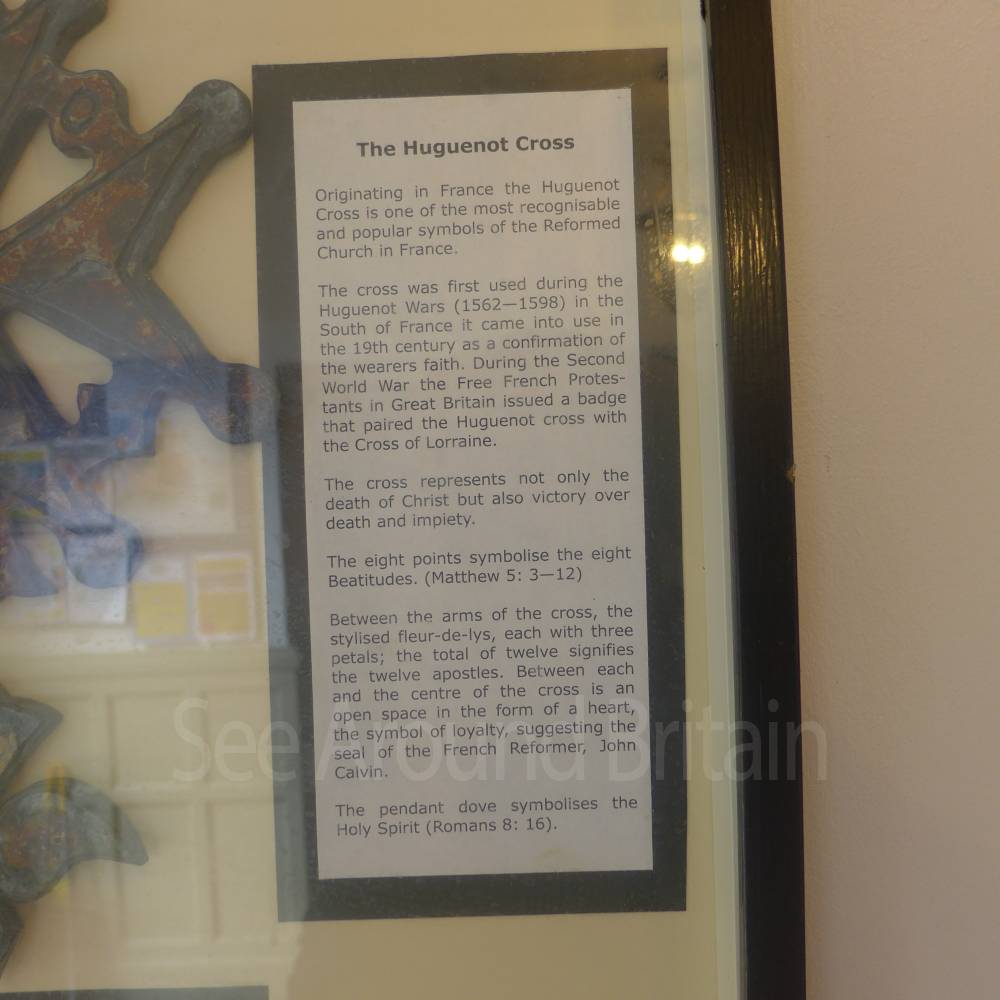 The Huguenot Cross
Originating in France the Huguenot
Cross is one of the most recognisable
and popular symbols of the Reformed
Church in France.
The cross was first used during the
Huguenot Wars (1562—1598) in the
South of France it came into use in
the 19th century as a confirmation of
the wearers faith. During the Second
World War the Free French Protes-
tants in Great Britain issued a badge
that paired the Huguenot cross with
the Cross of Lorraine.
The cross represents not only the
death of Christ but also victory over
death and impiety.
The eight points symbolise the eight
Beatitudes. (Matthew 5: 3—12)
Between the arms of the cross, the
stylised fleur-de-lys, each with three
petals; the total of twelve signifies
the twelve apostles. Between each
and the centre of the cross is an
open space in the form of a heart,
the symbol of loyalty, suggesting the
seal of the French Reformer, John
Calvin.
The pendant dove symbolises the
Holy Spirit (Romans 8: 16).
See Around Britain